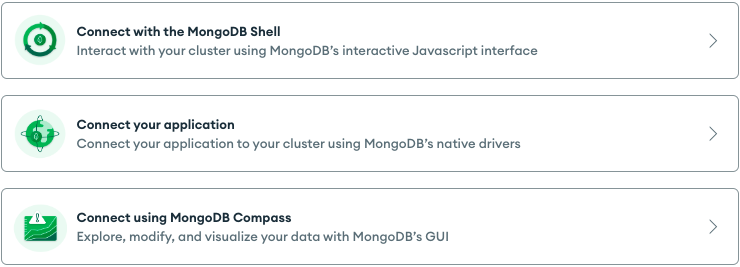 Connect with the MongoDB Shell
Interact with your cluster using MongoDB's interactive Javascript interface
Connect your application
Connect your application to your cluster using MongoDB's native drivers
Connect using MongoDB Compass
Explore, modify, and visualize your data with MongoDB's GUI